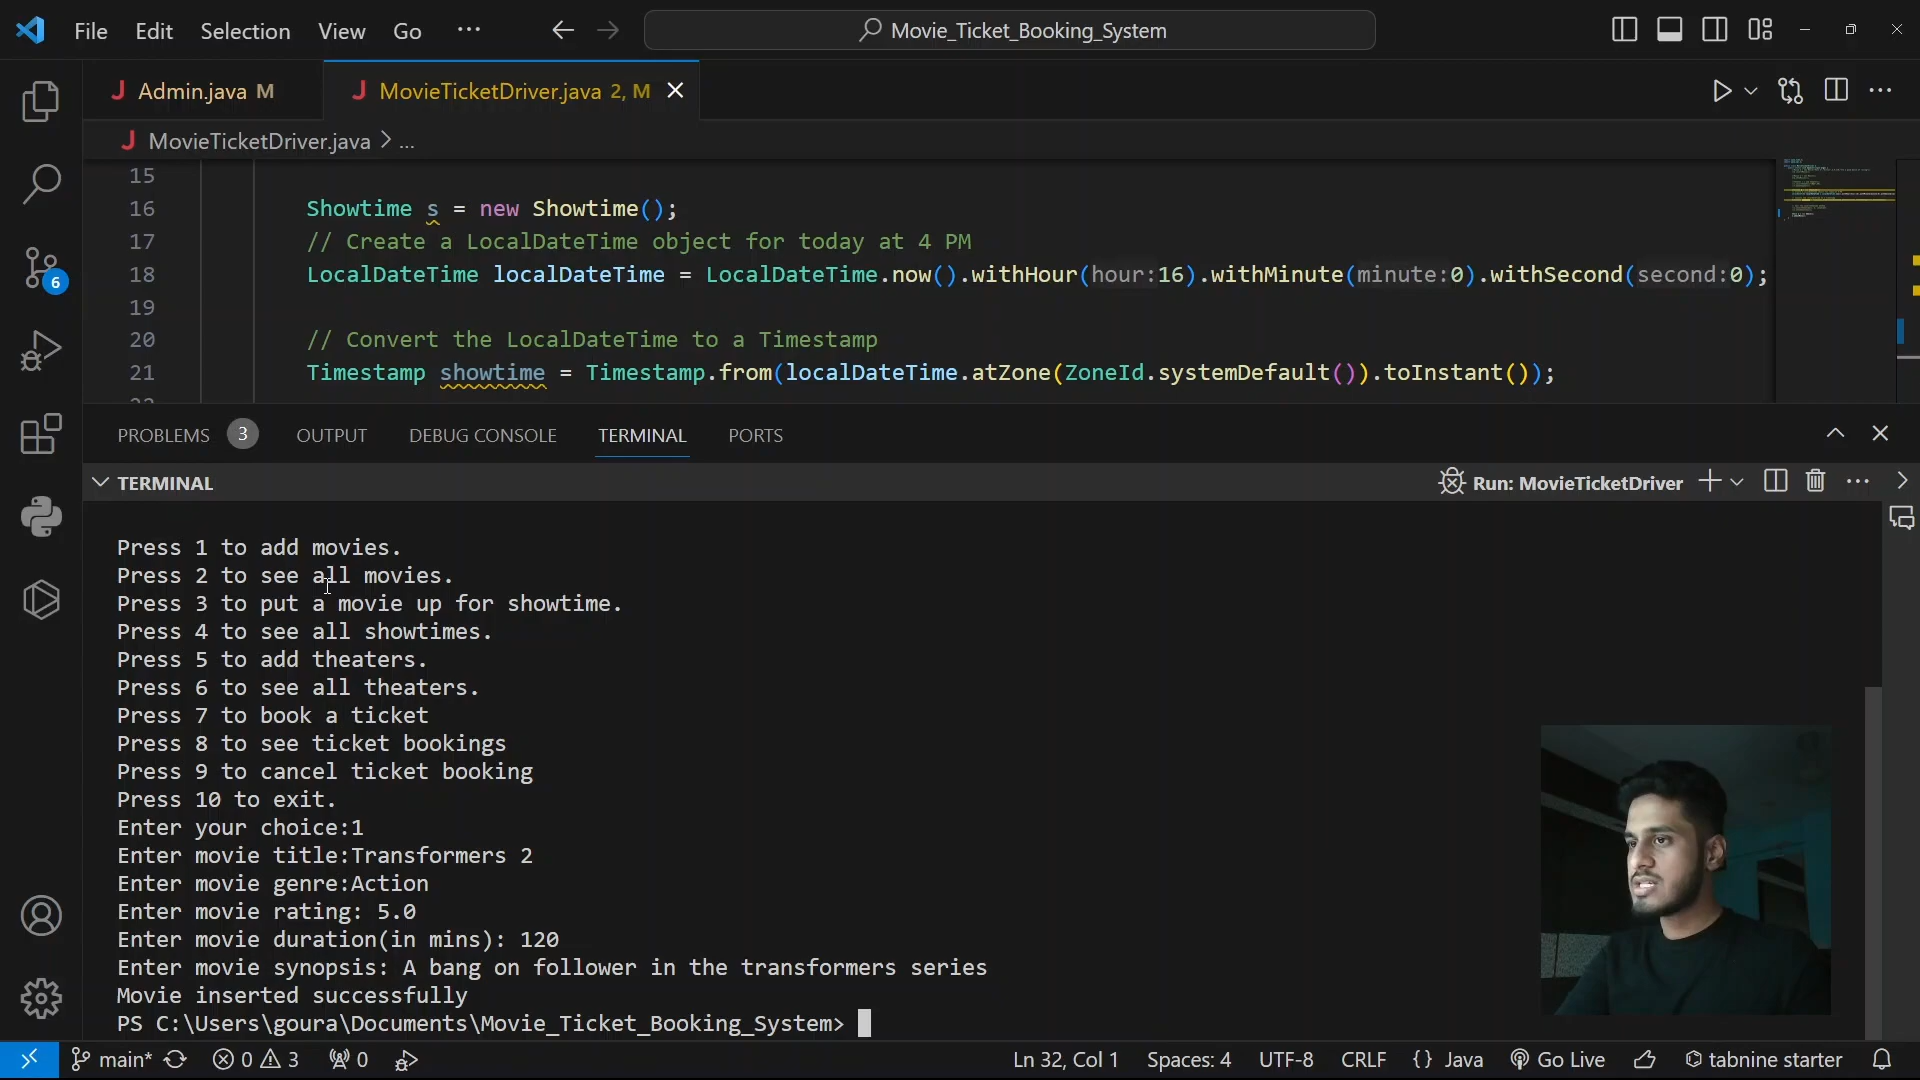 File Edit Selection View Go ...
Movie_Ticket_Booking_System
Admin.java M
MovieTicketDriver.java 2, M
MovieTicketDriver.java > ...
15
16 Showtime s = new Showtime();
17 // Create a LocalDateTime object for today at 4 PM
18 LocalDateTime localDateTime = LocalDateTime.now().withHour(hour:16).withMinute(minute:0).withSecond(second:0);
19
20 // Convert the LocalDateTime to a Timestamp
21 Timestamp showtime = Timestamp.from(localDateTime.atZone(ZoneId.systemDefault()).toInstant());
PROBLEMS 3 OUTPUT DEBUG CONSOLE TERMINAL PORTS
TERMINAL
Run: MovieTicketDriver
Press 1 to add movies.
Press 2 to see all movies.
Press 3 to put a movie up for showtime.
Press 4 to see all showtimes.
Press 5 to add theaters.
Press 6 to see all theaters.
Press 7 to book a ticket
Press 8 to see ticket bookings
Press 9 to cancel ticket booking
Press 10 to exit.
Enter your choice:1
Enter movie title:Transformers 2
Enter movie genre:Action
Enter movie rating: 5.0
Enter movie duration(in mins): 120
Enter movie synopsis: A bang on follower in the transformers series
Movie inserted successfully
PS C:\Users\goura\Documents\Movie_Ticket_Booking_System>
6
main* 0 3 0 Ln 32, Col 1 Spaces: 4 UTF-8 CRLF {} Java Go Live tabnine starter